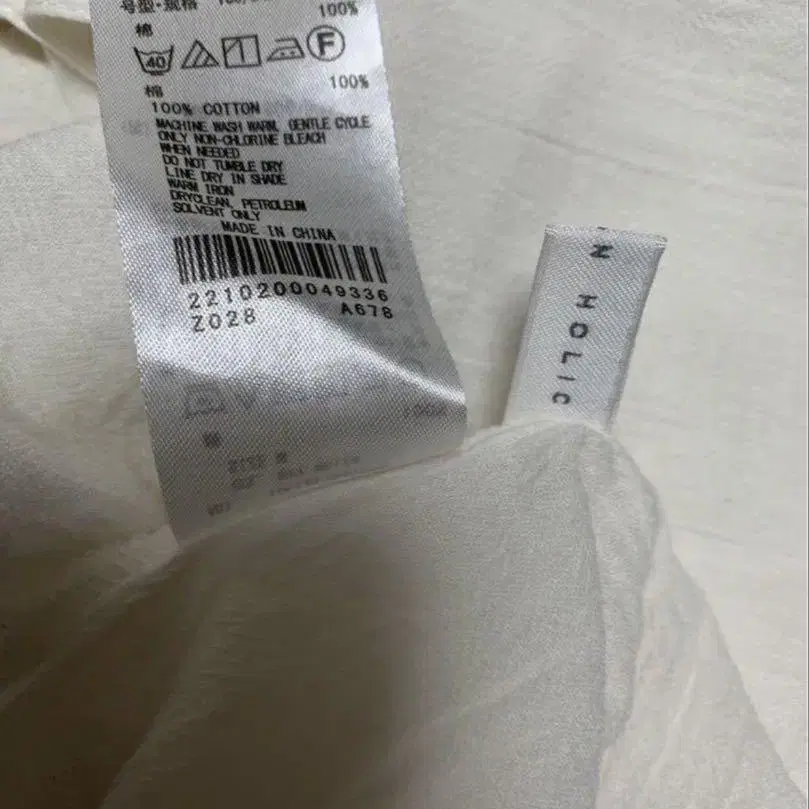 号型·规格
100%
棉
40
F
棉 100%
100% COTTON
MACHINE WASH WARM, GENTLE CYCLE
ONLY NON-CHLORINE BLEACH
WHEN NEEDED
DO NOT TUMBLE DRY
LINE DRY IN SHADE
WARM IRON
DRYCLEAN, PETROLEUM
SOLVENT ONLY
MADE IN CHINA
2210200049336
Z028 A678
N HOLIC